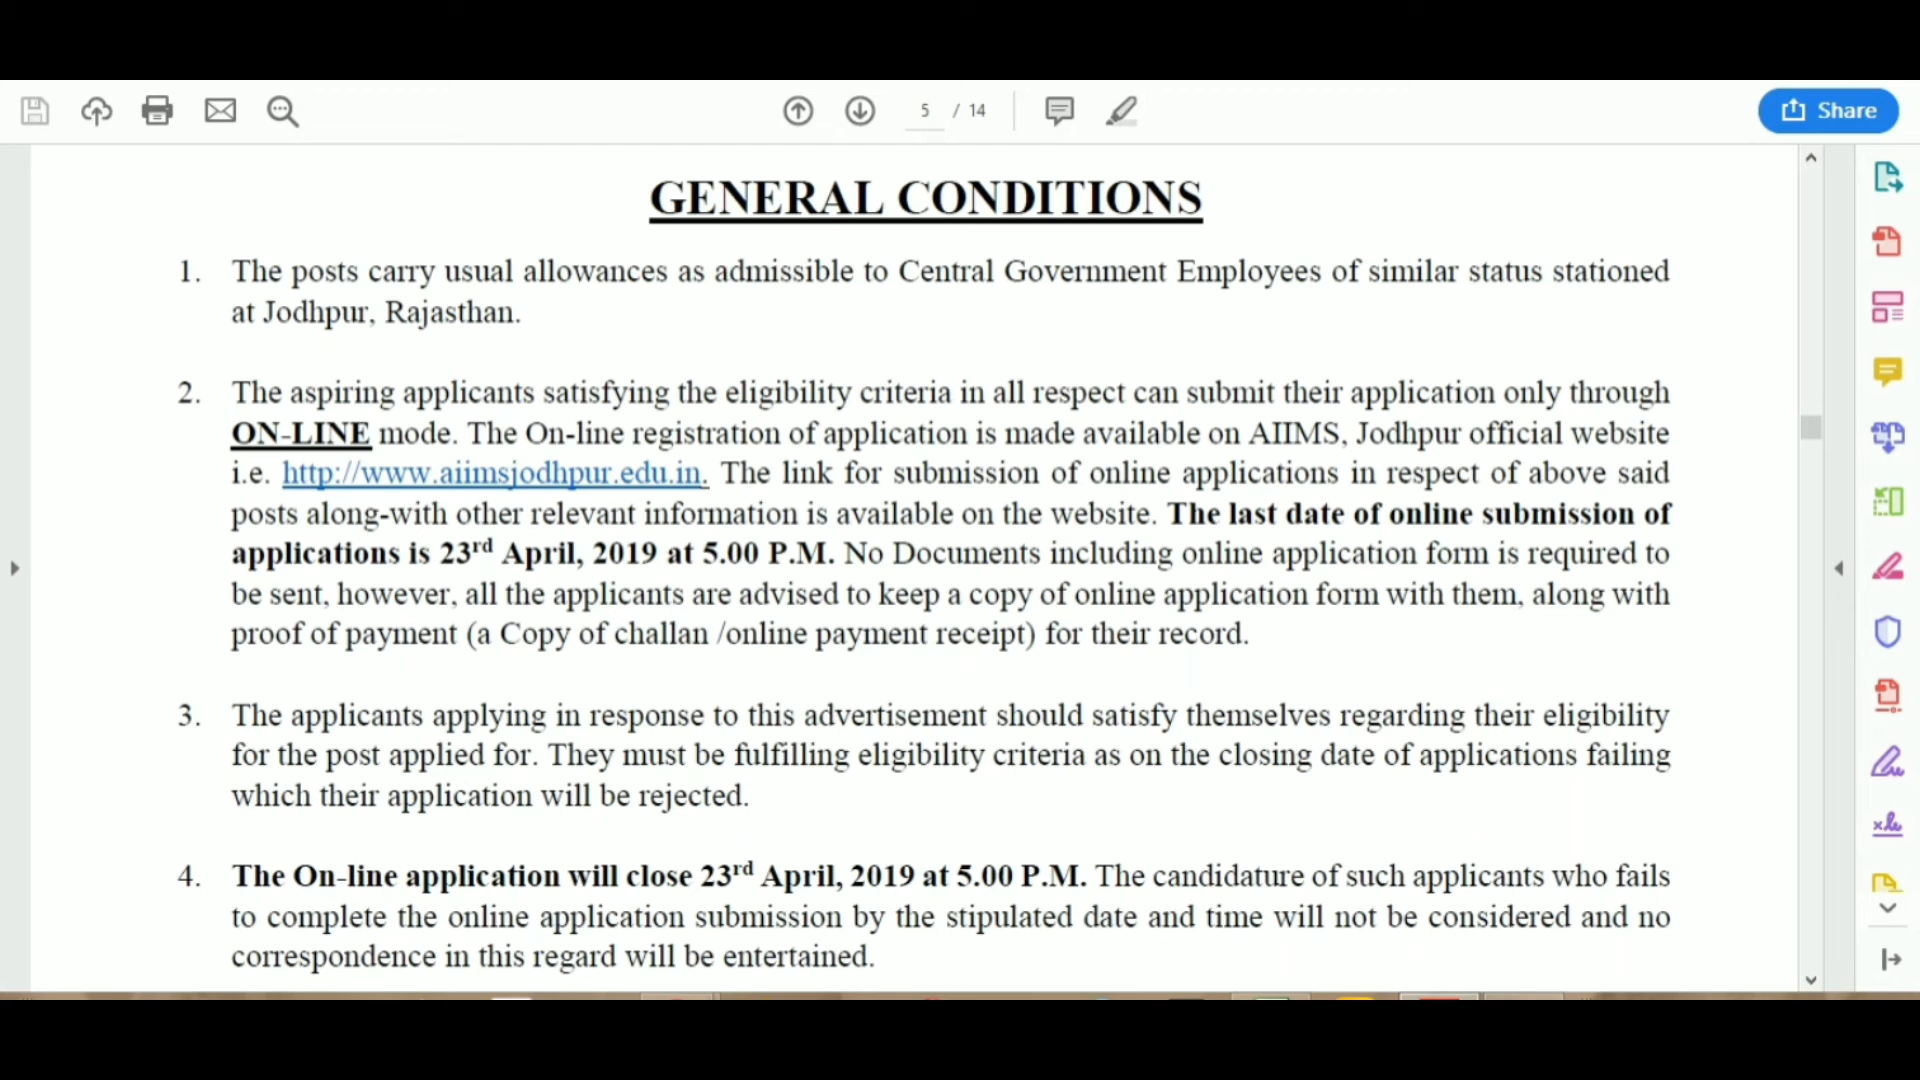 5 / 14
Share
GENERAL CONDITIONS
1. The posts carry usual allowances as admissible to Central Government Employees of similar status stationed
at Jodhpur, Rajasthan.
2. The aspiring applicants satisfying the eligibility criteria in all respect can submit their application only through
ON-LINE mode. The On-line registration of application is made available on AIIMS, Jodhpur official website
i.e. http://www.aiimsjodhpur.edu.in. The link for submission of online applications in respect of above said
posts along-with other relevant information is available on the website. The last date of online submission of
applications is 23rd April, 2019 at 5.00 P.M. No Documents including online application form is required to
be sent, however, all the applicants are advised to keep a copy of online application form with them, along with
proof of payment (a Copy of challan /online payment receipt) for their record.
3. The applicants applying in response to this advertisement should satisfy themselves regarding their eligibility
for the post applied for. They must be fulfilling eligibility criteria as on the closing date of applications failing
which their application will be rejected.
4. The On-line application will close 23rd April, 2019 at 5.00 P.M. The candidature of such applicants who fails
to complete the online application submission by the stipulated date and time will not be considered and no
correspondence in this regard will be entertained.